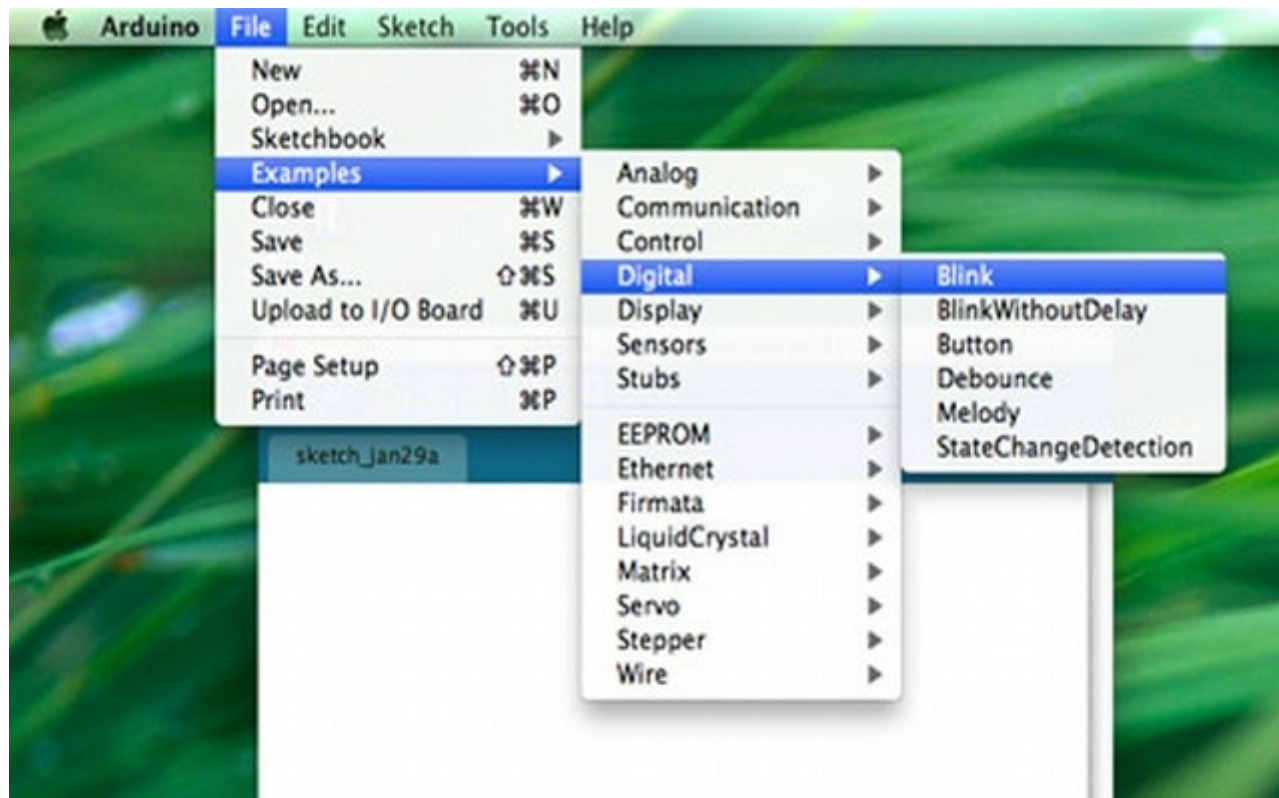 Arduino File Edit Sketch Tools Help
New ⌘N
Open... ⌘O
Sketchbook
Examples
Close ⌘W
Save ⌘S
Save As... ⇧⌘S
Upload to I/O Board ⌘U
Page Setup ⇧⌘P
Print ⌘P
Analog
Communication
Control
Digital
Display
Sensors
Stubs
EEPROM
Ethernet
Firmata
LiquidCrystal
Matrix
Servo
Stepper
Wire
Blink
BlinkWithoutDelay
Button
Debounce
Melody
StateChangeDetection
sketch_jan29a